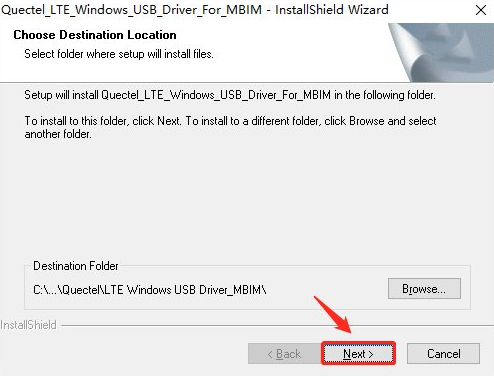 Quectel_LTE_Windows_USB_Driver_For_MBIM - InstallShield Wizard
Choose Destination Location
Select folder where setup will install files.
Setup will install Quectel_LTE_Windows_USB_Driver_For_MBIM in the following folder.
To install to this folder, click Next. To install to a different folder, click Browse and select
another folder.
Destination Folder
C:\...\Quectel\LTE Windows USB Driver_MBIM\
Browse...
InstallShield
< Back
Next >
Cancel